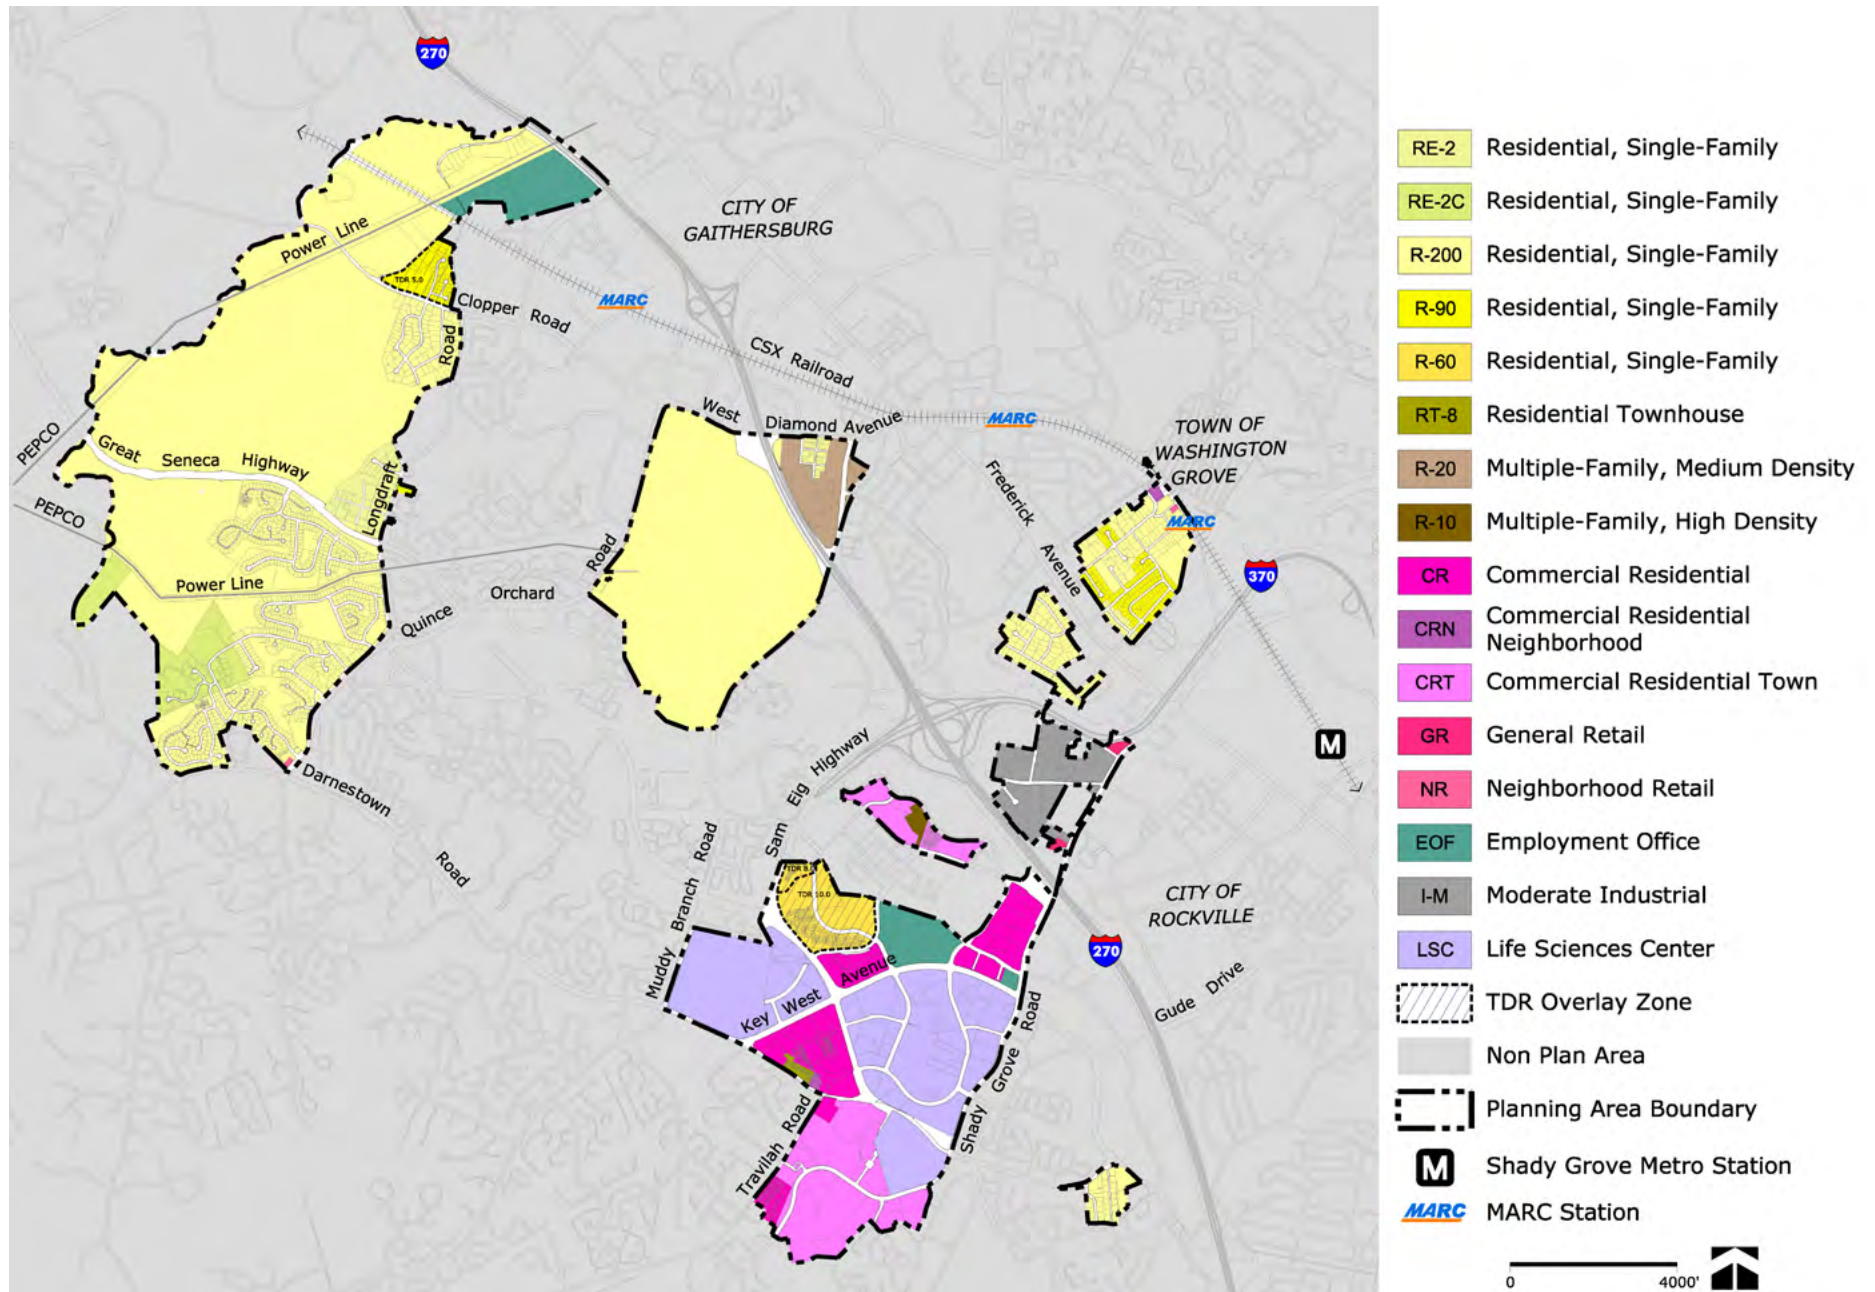 270
CITY OF
GAITHERSBURG
Power Line
TDR 5.0
Clopper Road
Road
MARC
CSX Railroad
West Diamond Avenue
MARC
TOWN OF
WASHINGTON
GROVE
MARC
Frederick Avenue
370
PEPCO
Great Seneca Highway
Longdraft
PEPCO
Power Line
Quince Orchard Road
Darnestown Road
M
Sam Eig Highway
Muddy Branch Road
TDR 10.0
CITY OF
ROCKVILLE
270
Key West Avenue
Gude Drive
Shady Grove Road
Travilah Road
RE-2 Residential, Single-Family
RE-2C Residential, Single-Family
R-200 Residential, Single-Family
R-90 Residential, Single-Family
R-60 Residential, Single-Family
RT-8 Residential Townhouse
R-20 Multiple-Family, Medium Density
R-10 Multiple-Family, High Density
CR Commercial Residential
CRN Commercial Residential
Neighborhood
CRT Commercial Residential Town
GR General Retail
NR Neighborhood Retail
EOF Employment Office
I-M Moderate Industrial
LSC Life Sciences Center
TDR Overlay Zone
Non Plan Area
Planning Area Boundary
M Shady Grove Metro Station
MARC MARC Station
0 4000'